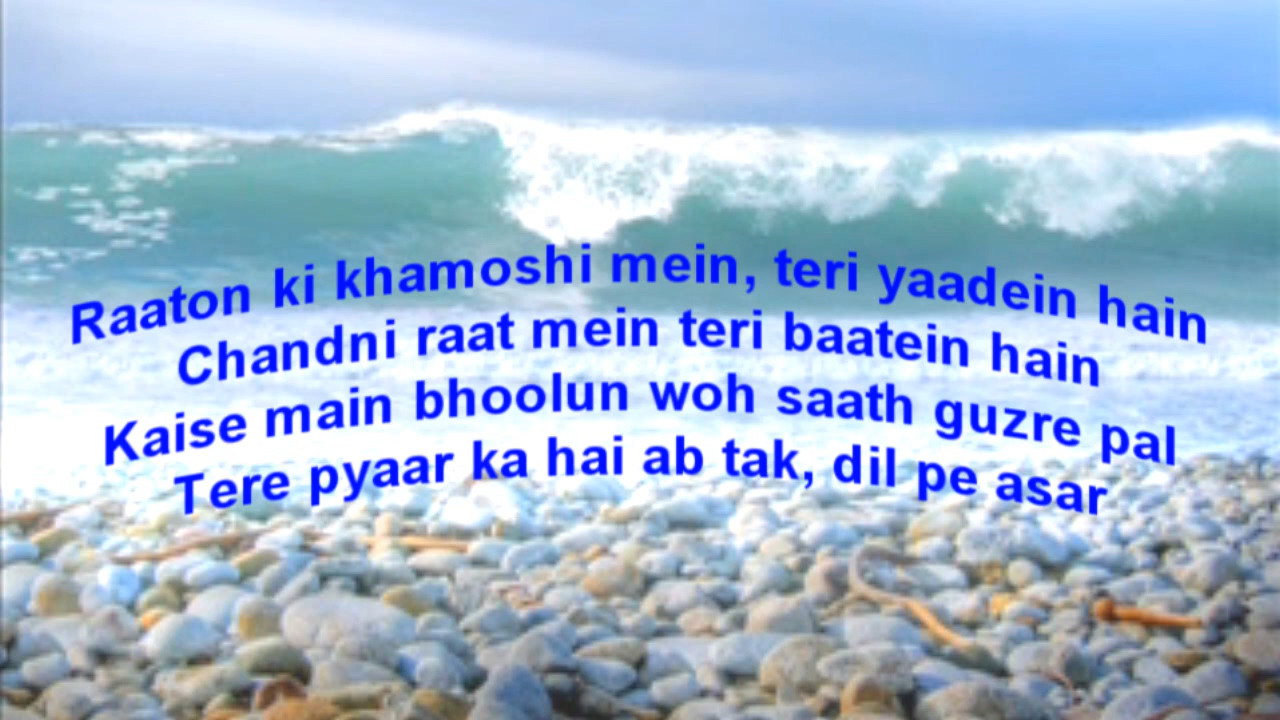 Raaton ki khamoshi mein, teri yaadein hain
Chandni raat mein teri baatein hain
Kaise main bhoolun woh saath guzre pal
Tere pyaar ka hai ab tak, dil pe asar